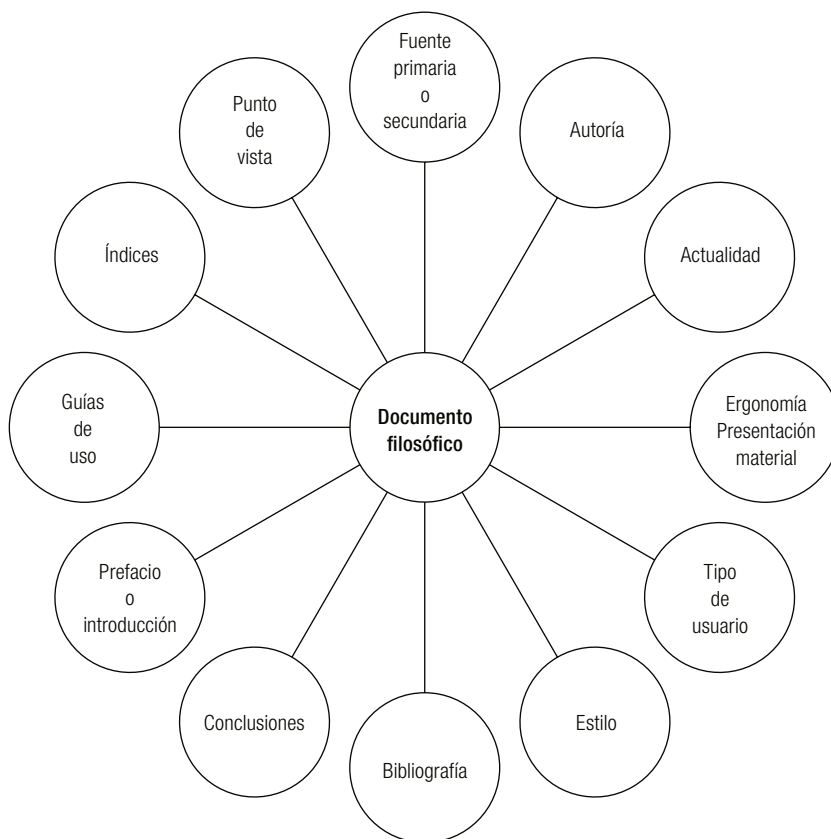 Fuente
primaria
o
secundaria
Autoría
Actualidad
Ergonomía
Presentación
material
Tipo
de
usuario
Estilo
Bibliografía
Conclusiones
Prefacio
o
introducción
Guías
de
uso
Índices
Punto
de
vista
Documento
filosófico